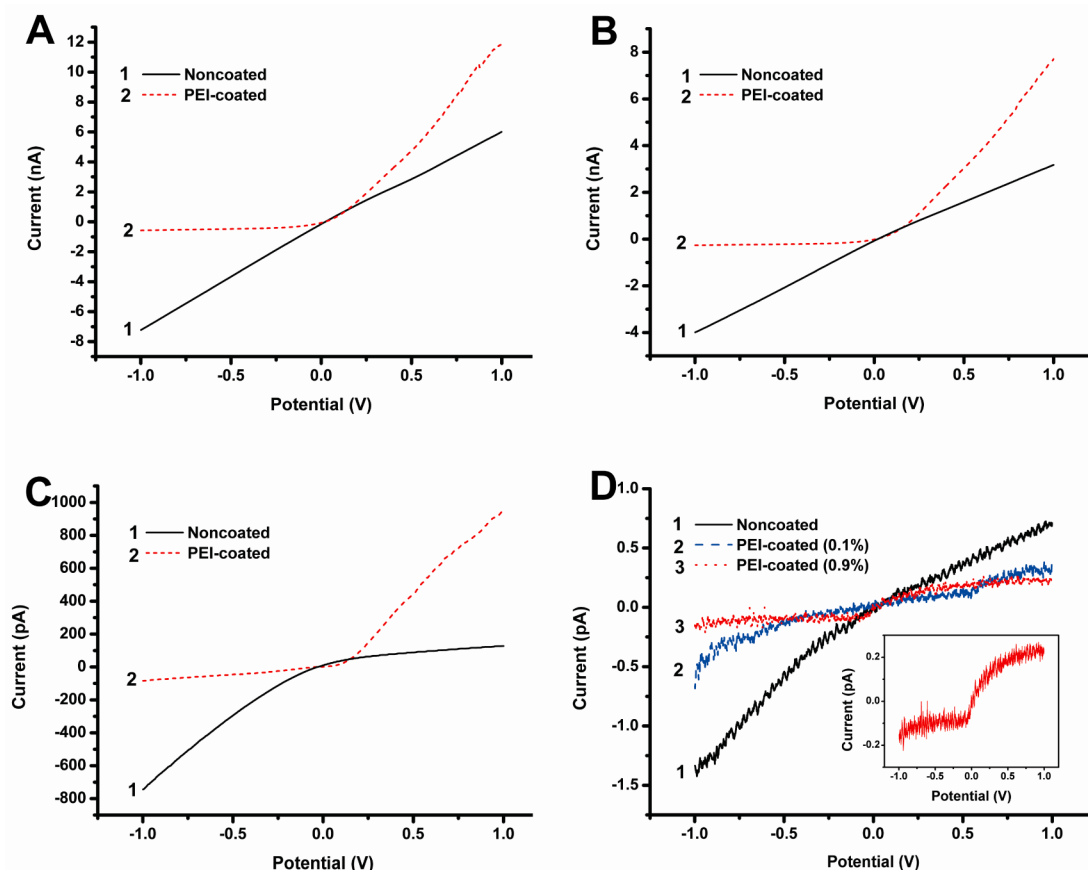 A
12
10
8
6
4
2
0
-2
-4
-6
-8
Current (nA)
1 Noncoated
2 PEI-coated
2
1
-1.0 -0.5 0.0 0.5 1.0
Potential (V)
B
8
6
4
2
0
-2
-4
Current (nA)
1 Noncoated
2 PEI-coated
2
1
-1.0 -0.5 0.0 0.5 1.0
Potential (V)
C
1000
800
600
400
200
0
-200
-400
-600
-800
Current (pA)
1 Noncoated
2 PEI-coated
2
1
-1.0 -0.5 0.0 0.5 1.0
Potential (V)
D
1.0
0.5
0.0
-0.5
-1.0
-1.5
Current (pA)
1 Noncoated
2 PEI-coated (0.1%)
3 PEI-coated (0.9%)
3
2
1
-1.0 -0.5 0.0 0.5 1.0
Potential (V)
0.2
0.0
-0.2
Current (pA)
-1.0 -0.5 0.0 0.5 1.0
Potential (V)